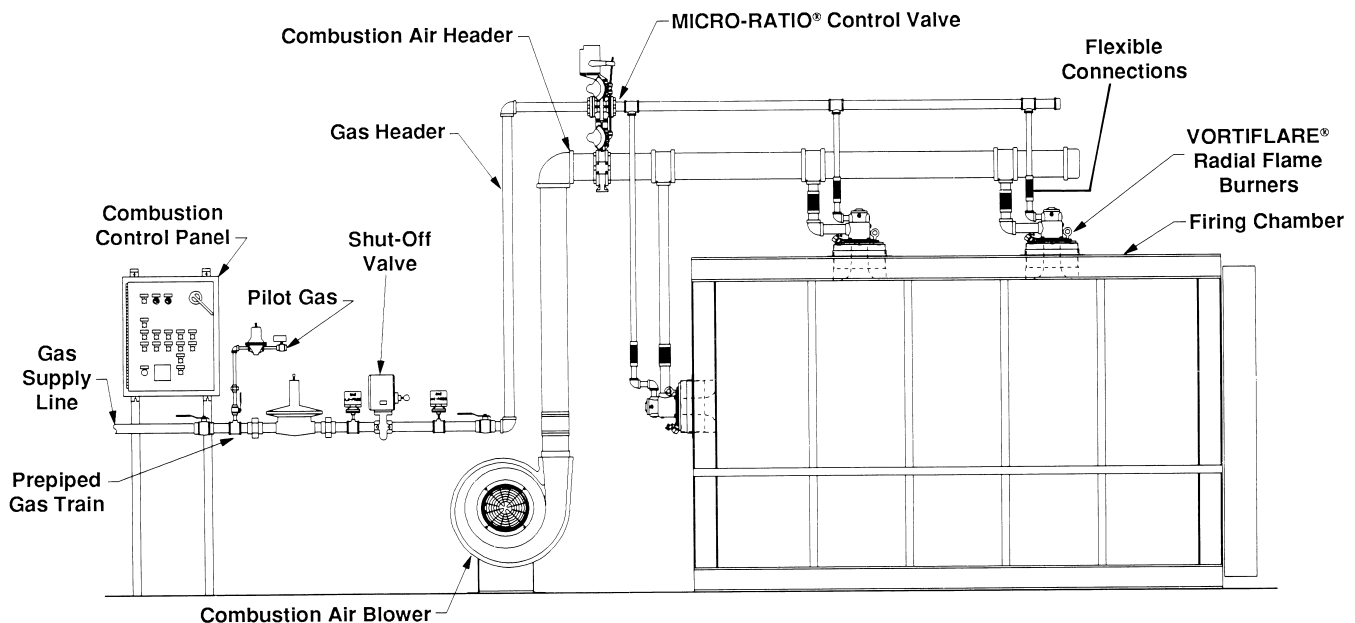 MICRO-RATIO® Control Valve
Combustion Air Header
Flexible
Connections
Gas Header
VORTIFLARE®
Radial Flame
Burners
Combustion
Control Panel
Shut-Off
Valve
Firing Chamber
Pilot Gas
Gas
Supply
Line
Prepiped
Gas Train
Combustion Air Blower